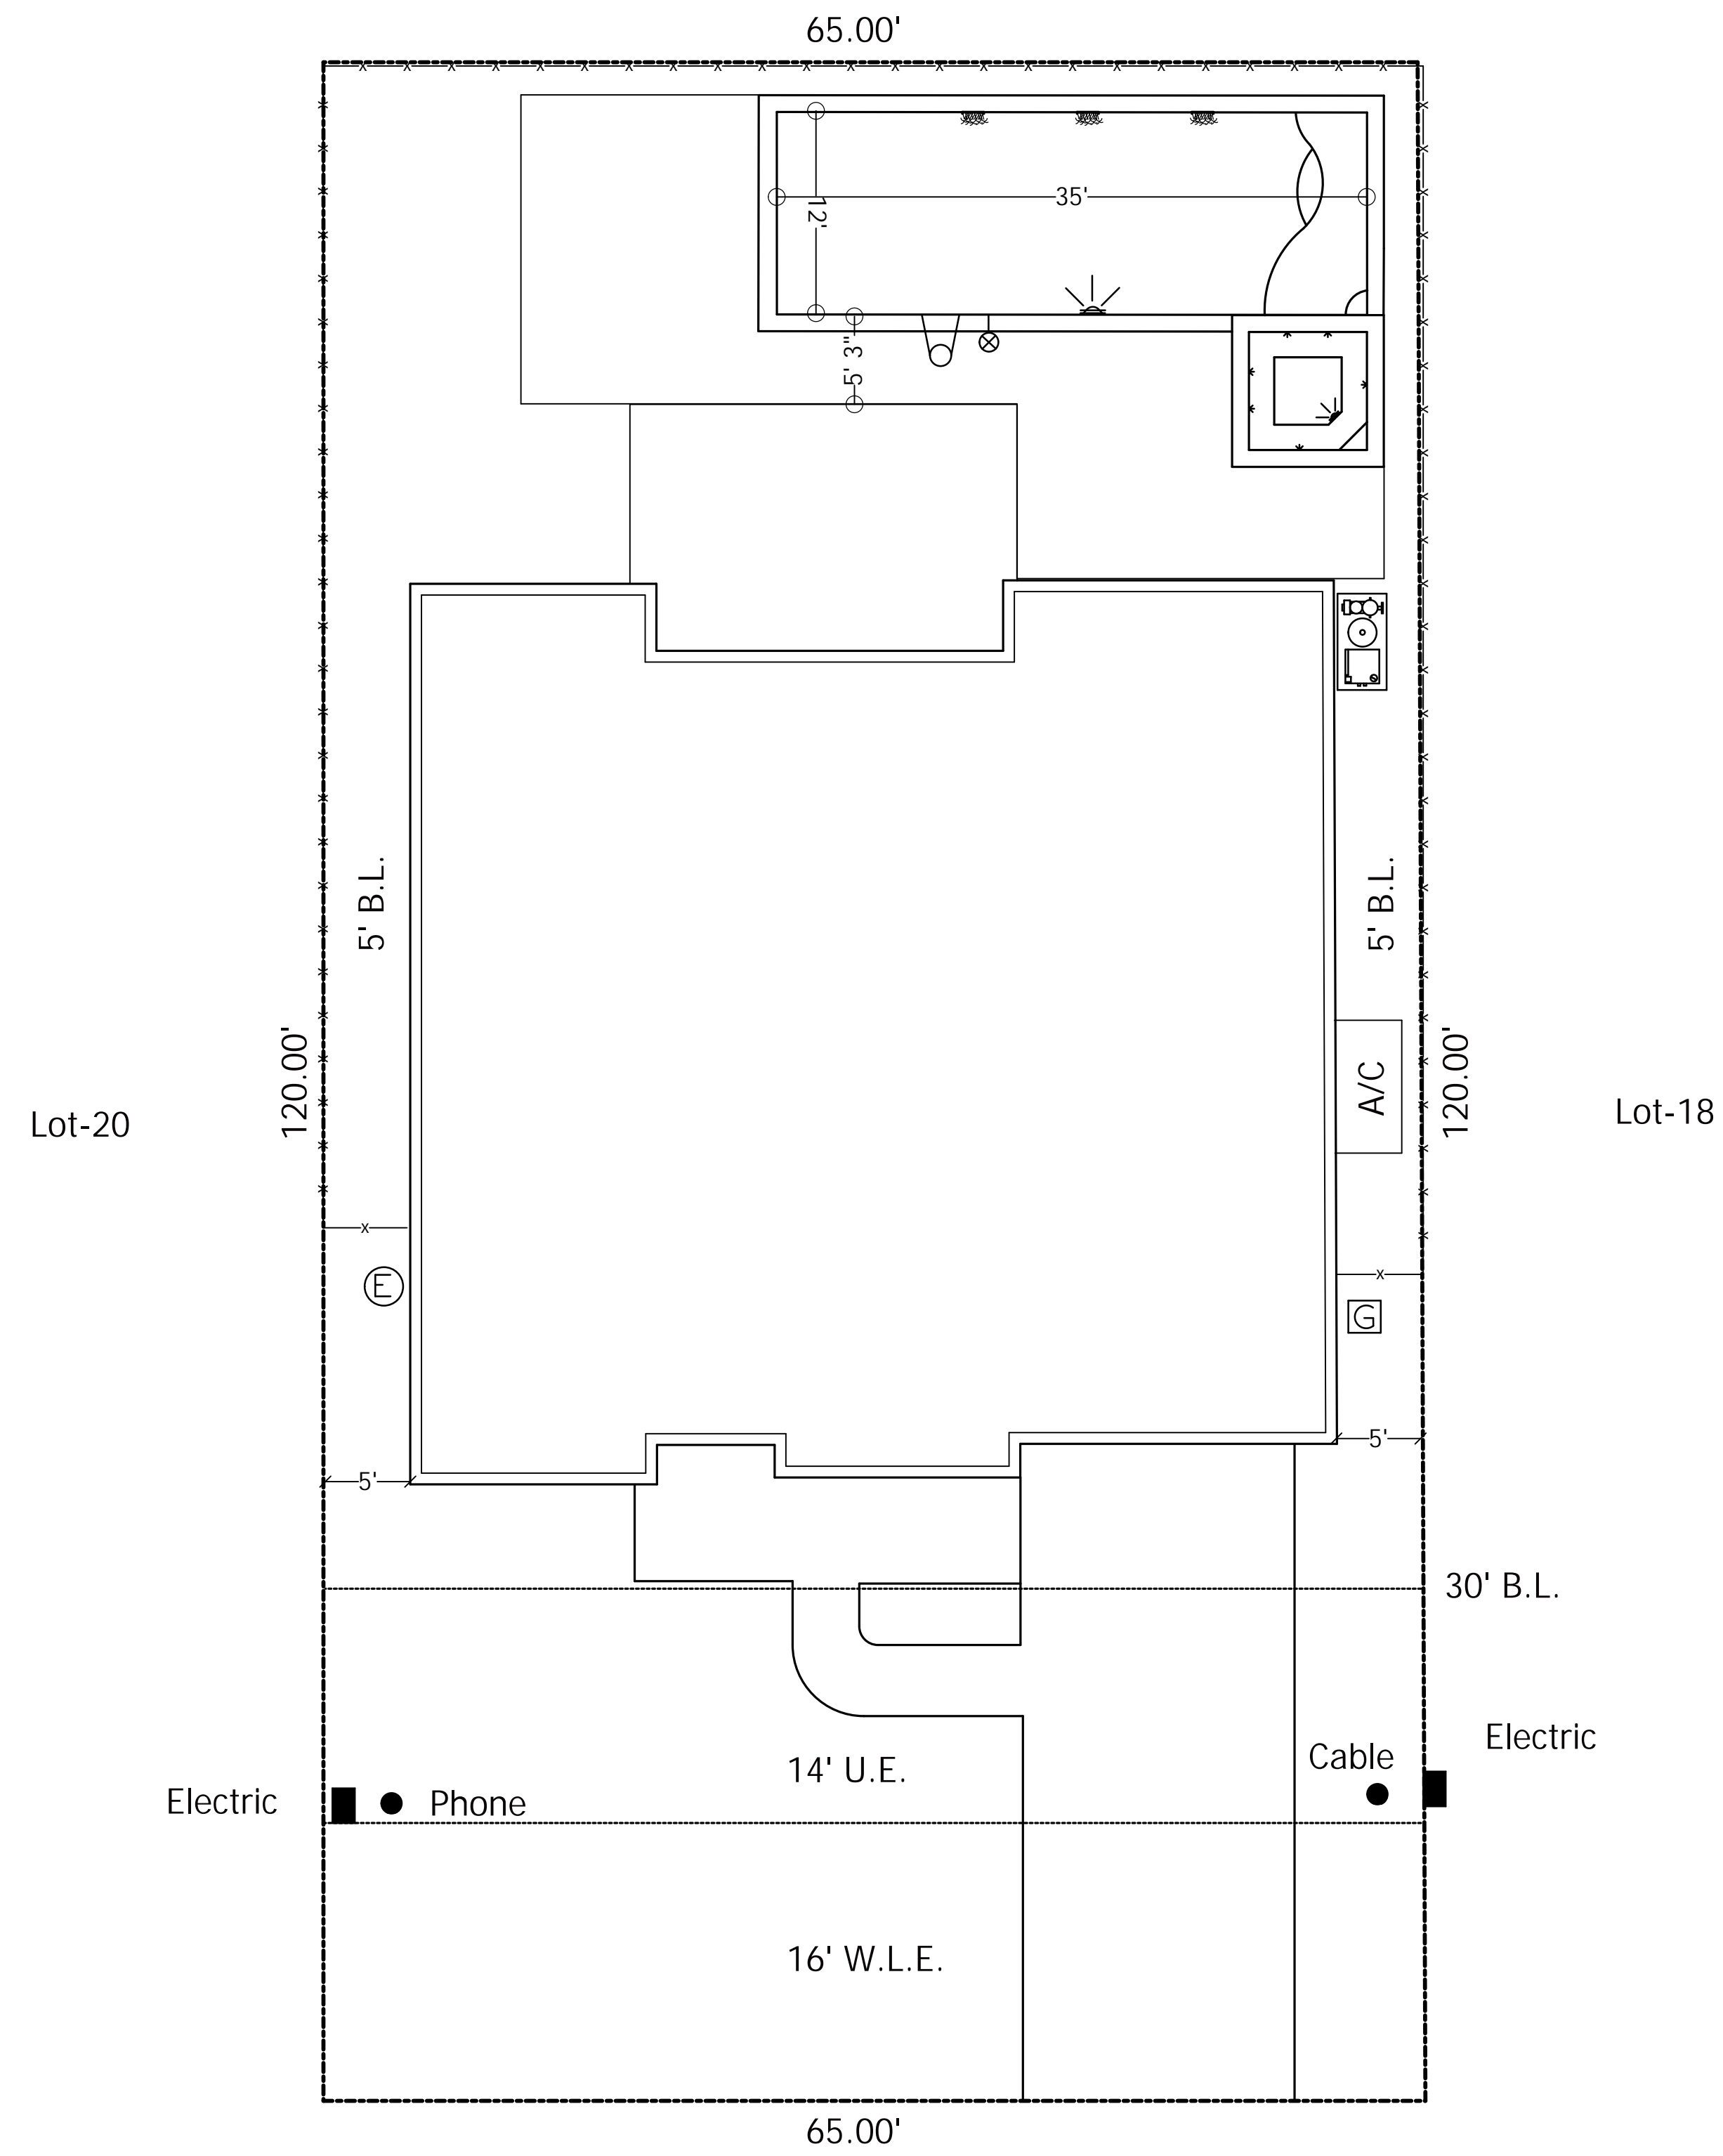 65.00'
35'
12'
5' 3"
5' B.L.
5' B.L.
120.00'
120.00'
A/C
Lot-20
Lot-18
x
E
x
G
5'
5'
30' B.L.
Electric
Cable
14' U.E.
Electric
Phone
16' W.L.E.
65.00'